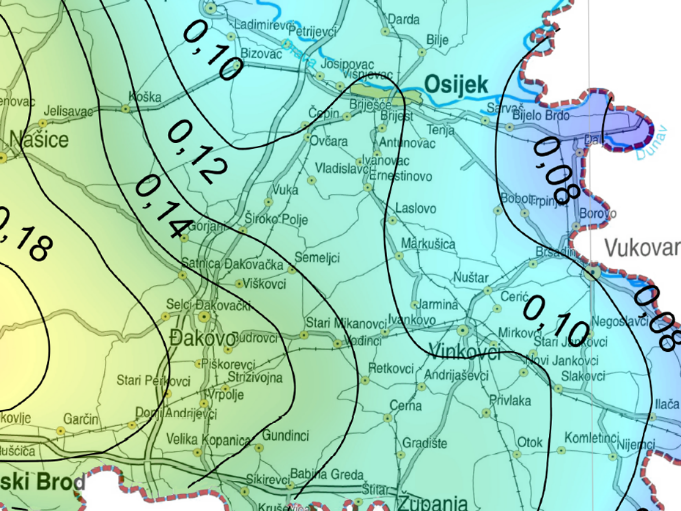 Ladimirevci
Petrijevci
Darda
0,10
Bizovac
Bilje
Josipovac
Višnjevac
Osijek
Koška
Jelisavac
Čepin
Briješće
Brijest
Sarvaš
Bijelo Brdo
Tenja
Našice
0,12
Ovčara
Antunovac
Dunav
Vladislavci
Ivanovac
Ernestinovo
0,08
0,14
Vuka
Laslovo
Bobota
Trpinja
Borovo
Gorjani
Široko Polje
0,18
Markušica
Vukovar
Satnica Đakovačka
Semeljci
Viškovci
Nuštar
Cerić
0,08
Selci Đakovački
Jarmina
0,10
Stari Mikanovci
Ivankovo
Negoslavci
Đakovo
Budrovci
Vođinci
Mirkovci
Stari Jankovci
Vinkovci
Novi Jankovci
Piškorevci
Retkovci
Andrijaševci
Slakovci
Stari Perkovci
Strizivojna
Vrpolje
Privlaka
Ilača
Garčin
Donji Andrijevci
Cerna
Velika Kopanica
Gundinci
Gradište
Otok
Komletinci
Nijemci
ski Brod
Sikirevci
Babina Greda
Štitar
Županja